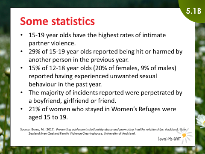 5.1B
Some statistics
• 15-19 year olds have the highest rates of intimate
partner violence.
• 29% of 15-19 year olds reported being hit or harmed by
another person in the previous year.
• 15% of 12-18 year olds (20% of females, 9% of males)
reported having experienced unwanted sexual
behaviour in the past year.
• The majority of incidents reported were perpetrated by
a boyfriend, girlfriend or friend.
• 21% of women who stayed in Women's Refuges were
aged 15 to 19.